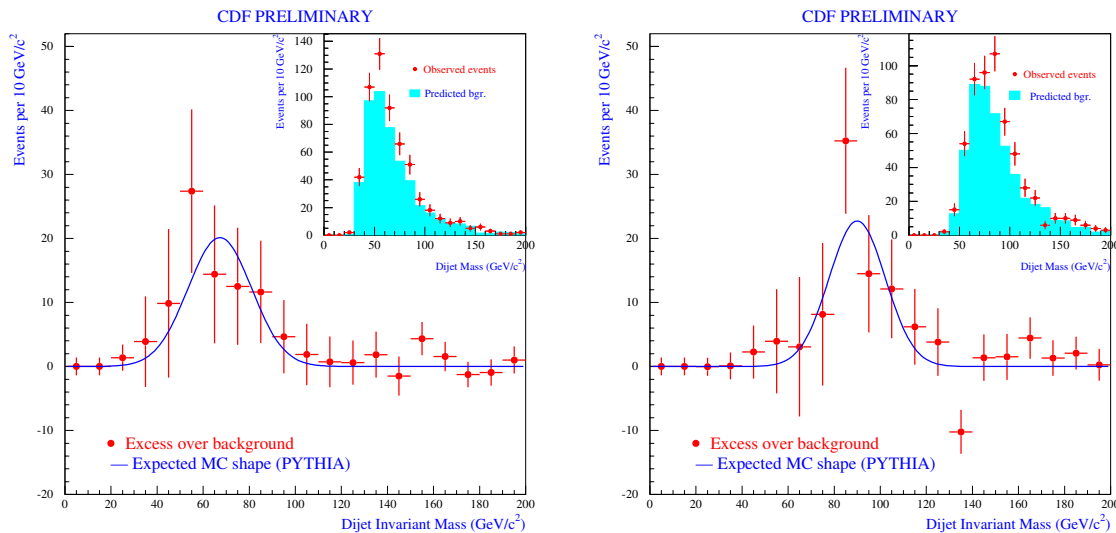 CDF PRELIMINARY
Events per 10 GeV/c²
50
40
30
20
10
0
-10
-20
0 20 40 60 80 100 120 140 160 180 200
Dijet Invariant Mass (GeV/c²)
● Excess over background
— Expected MC shape (PYTHIA)
Events per 10 GeV/c²
140
120
100
80
60
40
20
0
0 50 100 150 200
Dijet Mass (GeV/c²)
Observed events
Predicted bgr.
CDF PRELIMINARY
Events per 10 GeV/c²
50
40
30
20
10
0
-10
-20
0 20 40 60 80 100 120 140 160 180 200
Dijet Invariant Mass (GeV/c²)
● Excess over background
— Expected MC shape (PYTHIA)
Events per 10 GeV/c²
100
80
60
40
20
0
0 50 100 150 200
Dijet Mass (GeV/c²)
Observed events
Predicted bgr.